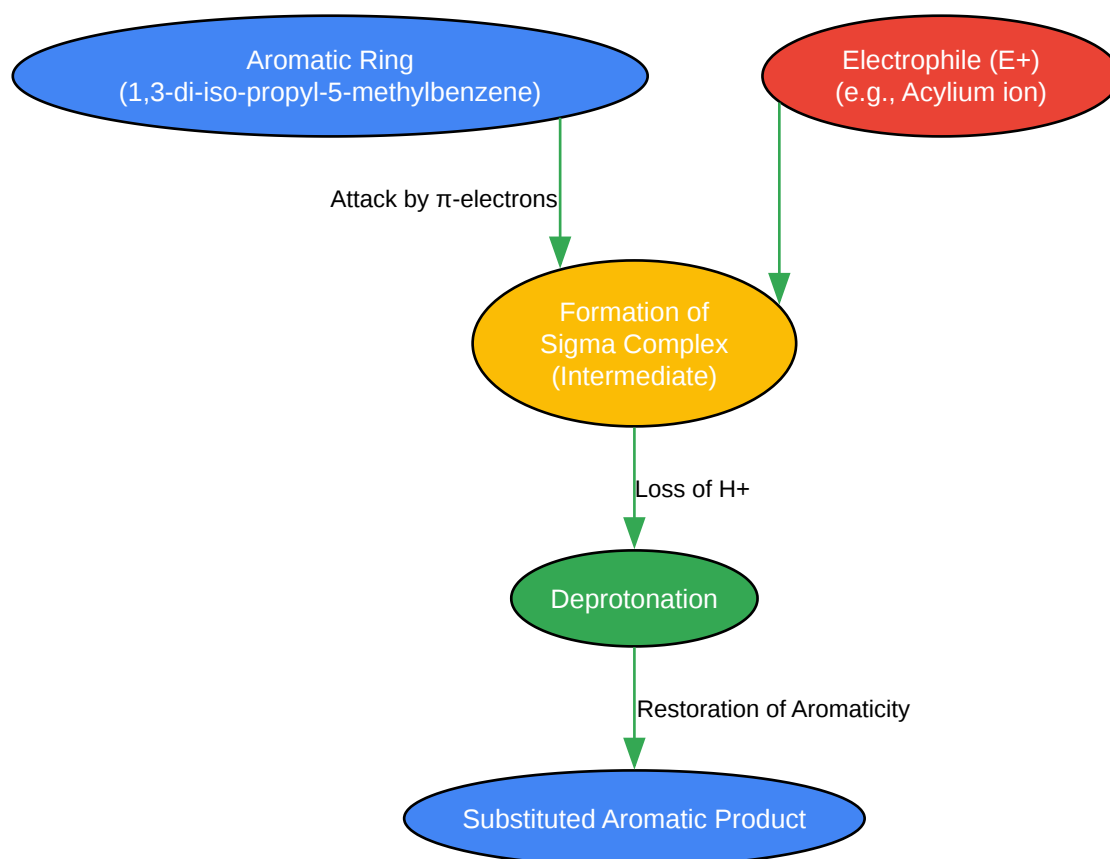 Aromatic Ring
(1,3-di-iso-propyl-5-methylbenzene)
Electrophile (E+)
(e.g., Acylium ion)
Attack by π-electrons
Formation of
Sigma Complex
(Intermediate)
Loss of H+
Deprotonation
Restoration of Aromaticity
Substituted Aromatic Product